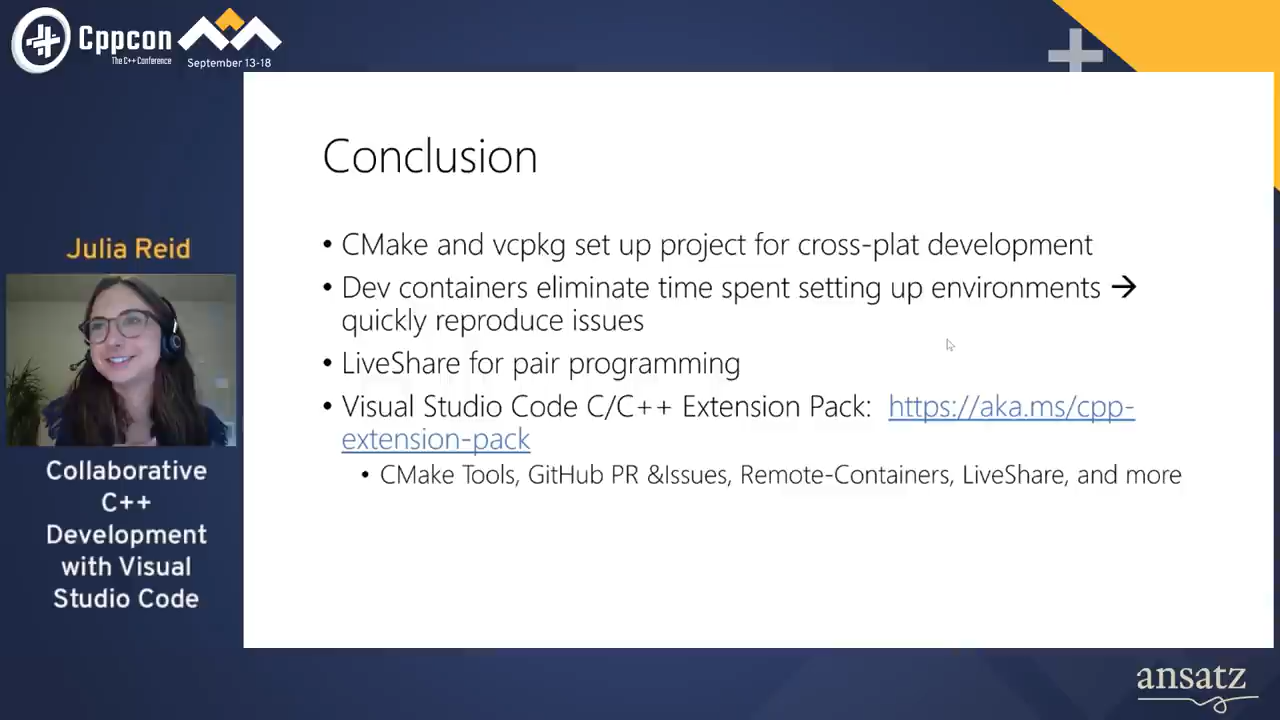 Cppcon
The C++ Conference
September 13-18
Julia Reid
Collaborative
C++
Development
with Visual
Studio Code
Conclusion
• CMake and vcpkg set up project for cross-plat development
• Dev containers eliminate time spent setting up environments →
quickly reproduce issues
• LiveShare for pair programming
• Visual Studio Code C/C++ Extension Pack: https://aka.ms/cpp-
extension-pack
• CMake Tools, GitHub PR &Issues, Remote-Containers, LiveShare, and more
ansatz